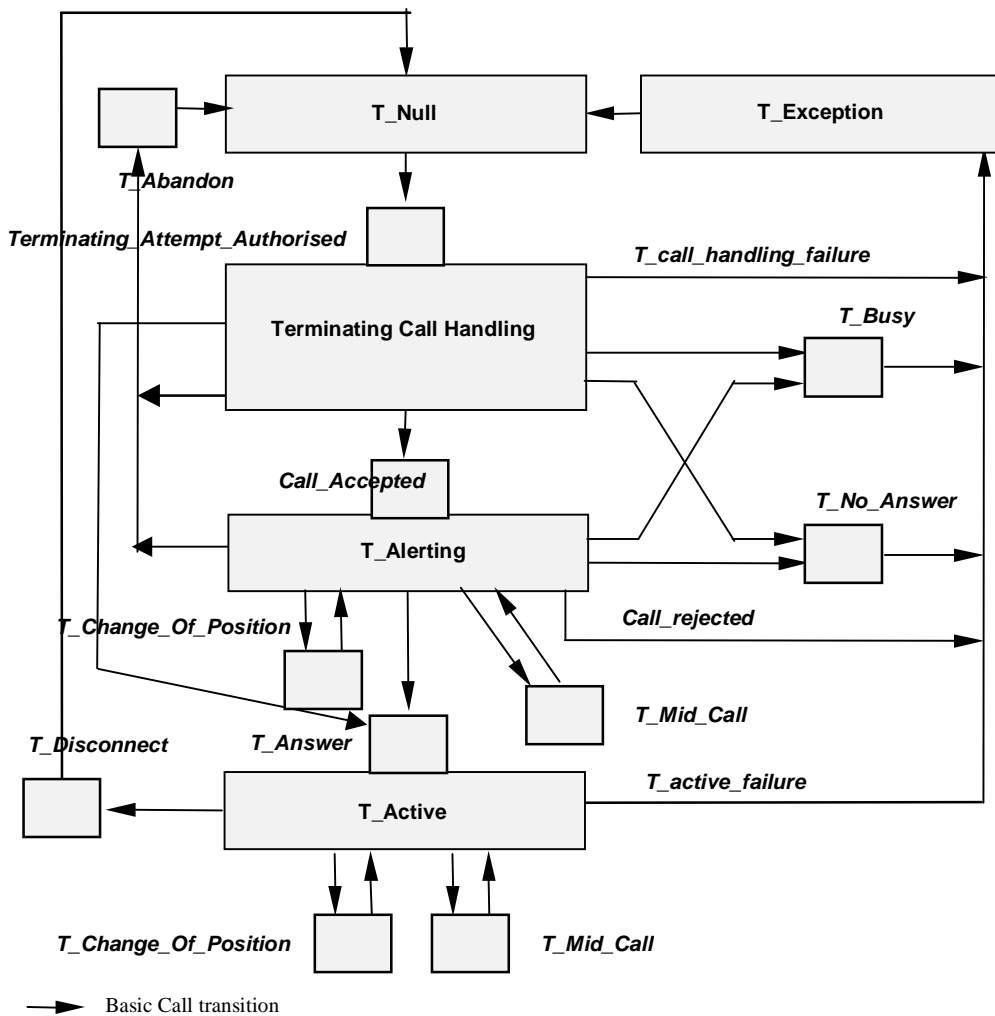 T_Null
T_Exception
T_Abandon
Terminating_Attempt_Authorised
T_call_handling_failure
T_Busy
Terminating Call Handling
Call_Accepted
T_No_Answer
T_Alerting
T_Change_Of_Position
Call_rejected
T_Mid_Call
T_Disconnect
T_Answer
T_active_failure
T_Active
T_Change_Of_Position
T_Mid_Call
Basic Call transition